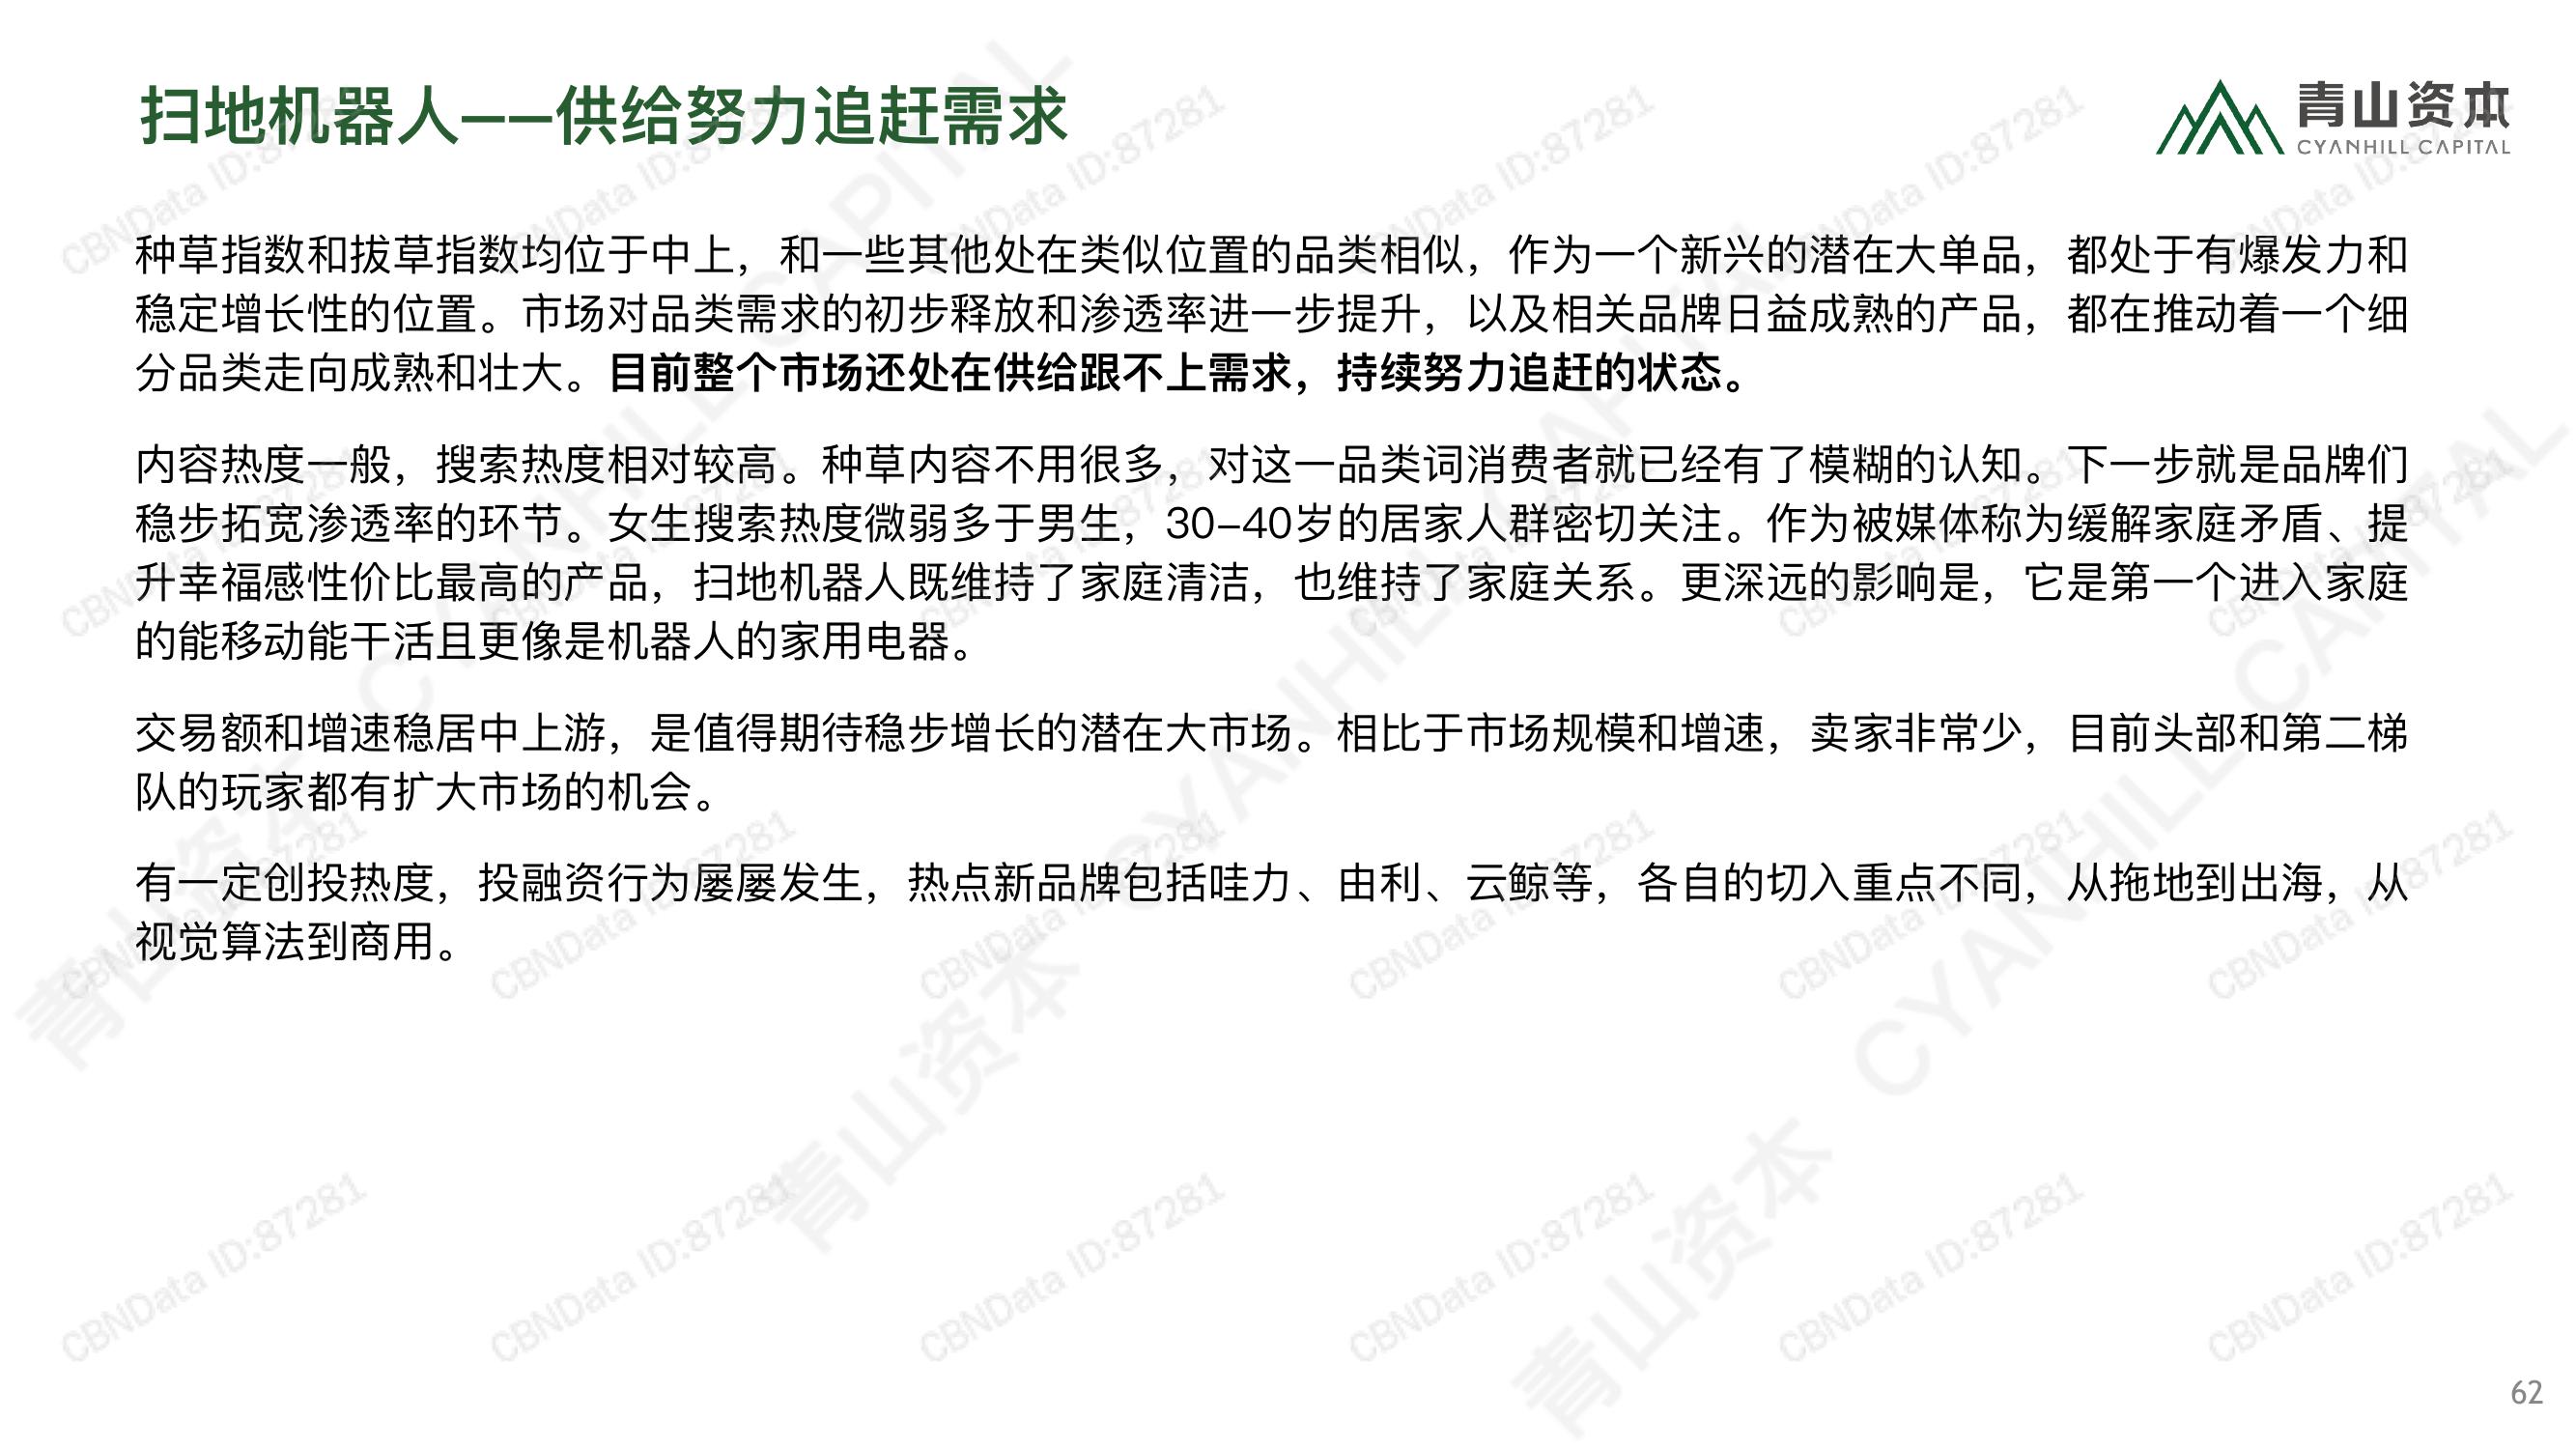 扫地机器人——供给努力追赶需求
青山资本
CYANHILL CAPITAL
种草指数和拔草指数均位于中上，和一些其他处在类似位置的品类相似，作为一个新兴的潜在大单品，都处于有爆发力和
稳定增长性的位置。市场对品类需求的初步释放和渗透率进一步提升，以及相关品牌日益成熟的产品，都在推动着一个细
分品类走向成熟和壮大。目前整个市场还处在供给跟不上需求，持续努力追赶的状态。
内容热度一般，搜索热度相对较高。种草内容不用很多，对这一品类词消费者就已经有了模糊的认知。下一步就是品牌们
稳步拓宽渗透率的环节。女生搜索热度微弱多于男生，30-40岁的居家人群密切关注。作为被媒体称为缓解家庭矛盾、提
升幸福感性价比最高的产品，扫地机器人既维持了家庭清洁，也维持了家庭关系。更深远的影响是，它是第一个进入家庭
的能移动能干活且更像是机器人的家用电器。
交易额和增速稳居中上游，是值得期待稳步增长的潜在大市场。相比于市场规模和增速，卖家非常少，目前头部和第二梯
队的玩家都有扩大市场的机会。
有一定创投热度，投融资行为屡屡发生，热点新品牌包括哇力、由利、云鲸等，各自的切入重点不同，从拖地到出海，从
视觉算法到商用。
CBNData ID:87281
青山资本 CYANHILL CAPITAL
62